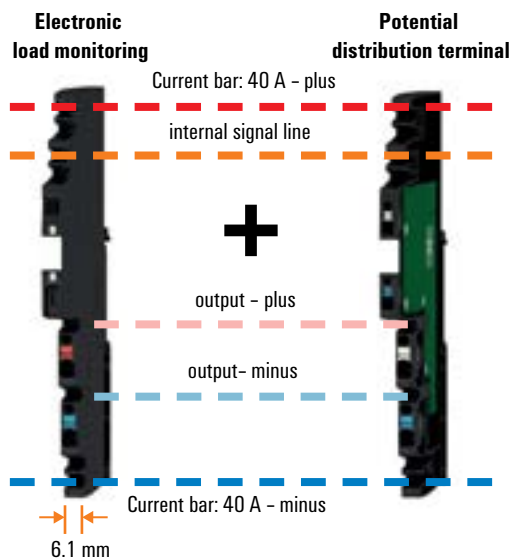 Electronic
load monitoring
Potential
distribution terminal
Current bar: 40 A – plus
internal signal line
output – plus
output– minus
Current bar: 40 A – minus
6.1 mm